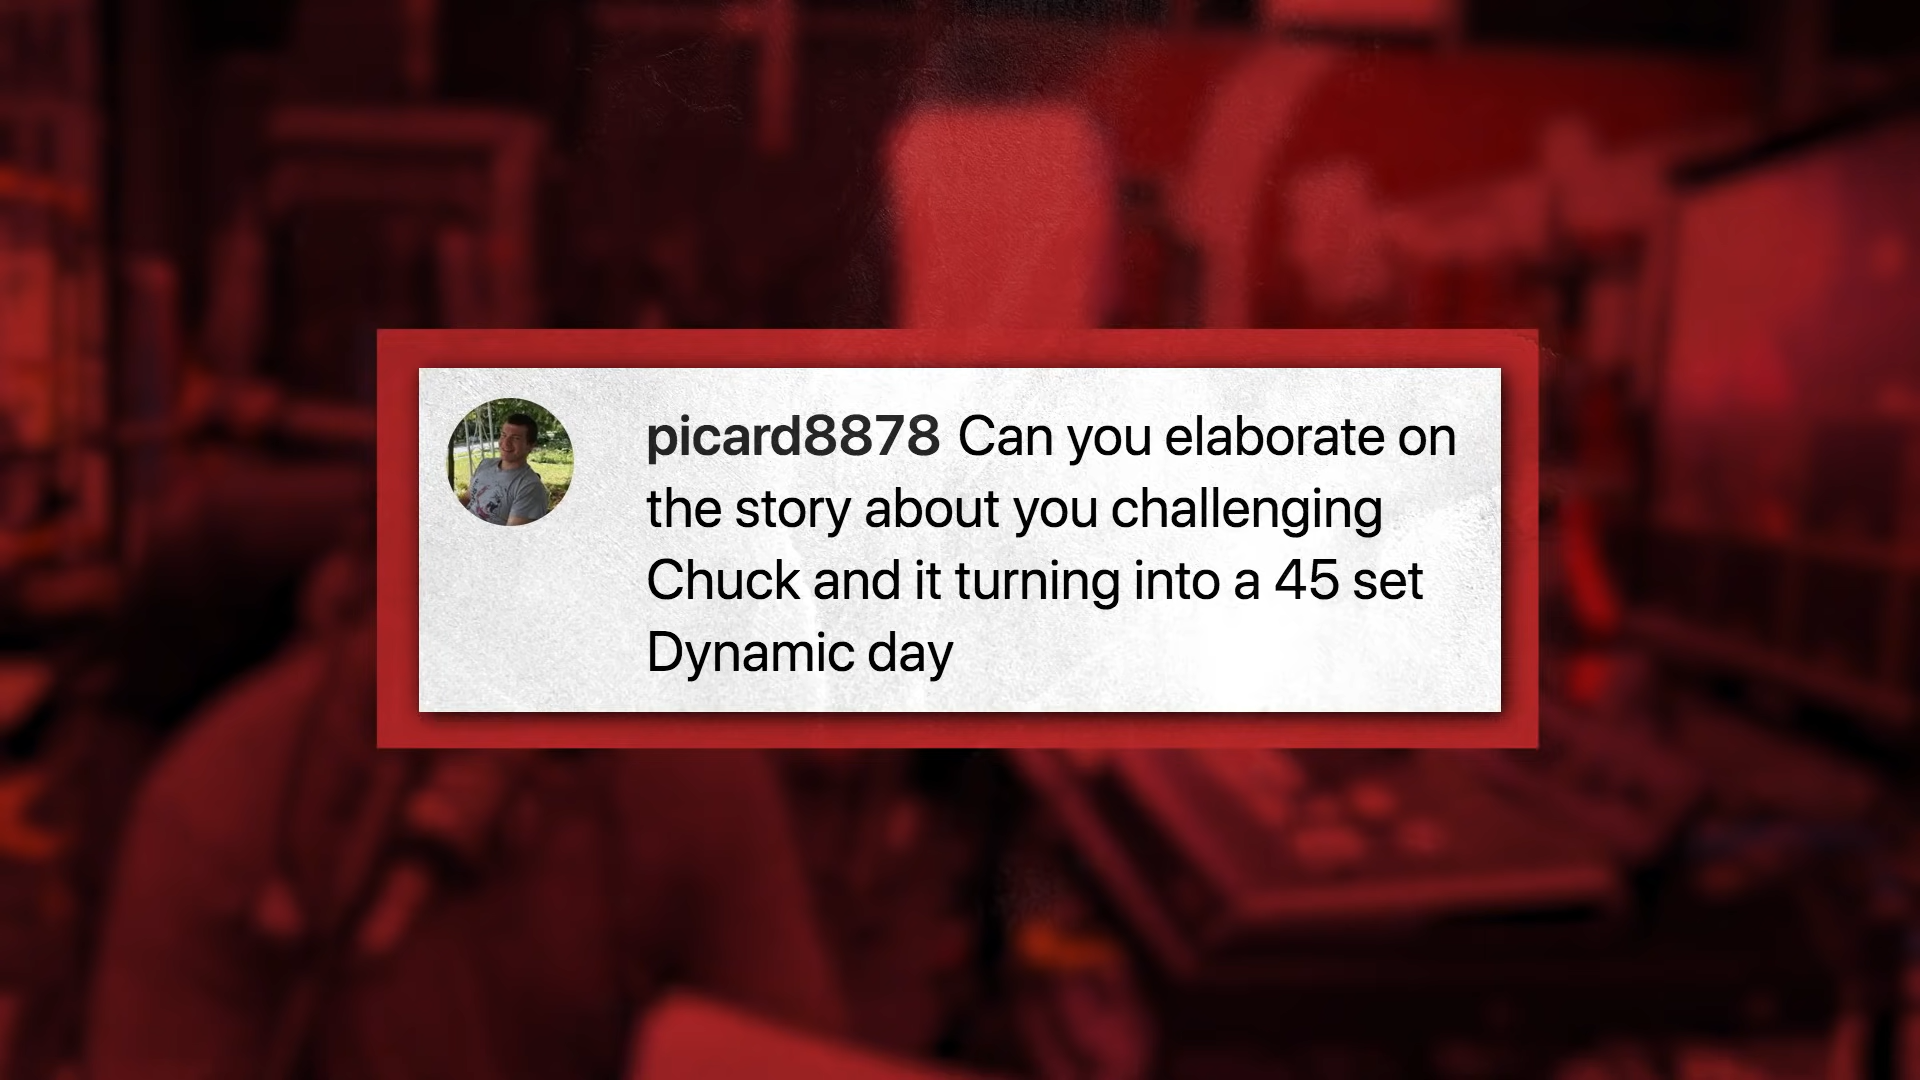 picard8878 Can you elaborate on
the story about you challenging
Chuck and it turning into a 45 set
Dynamic day